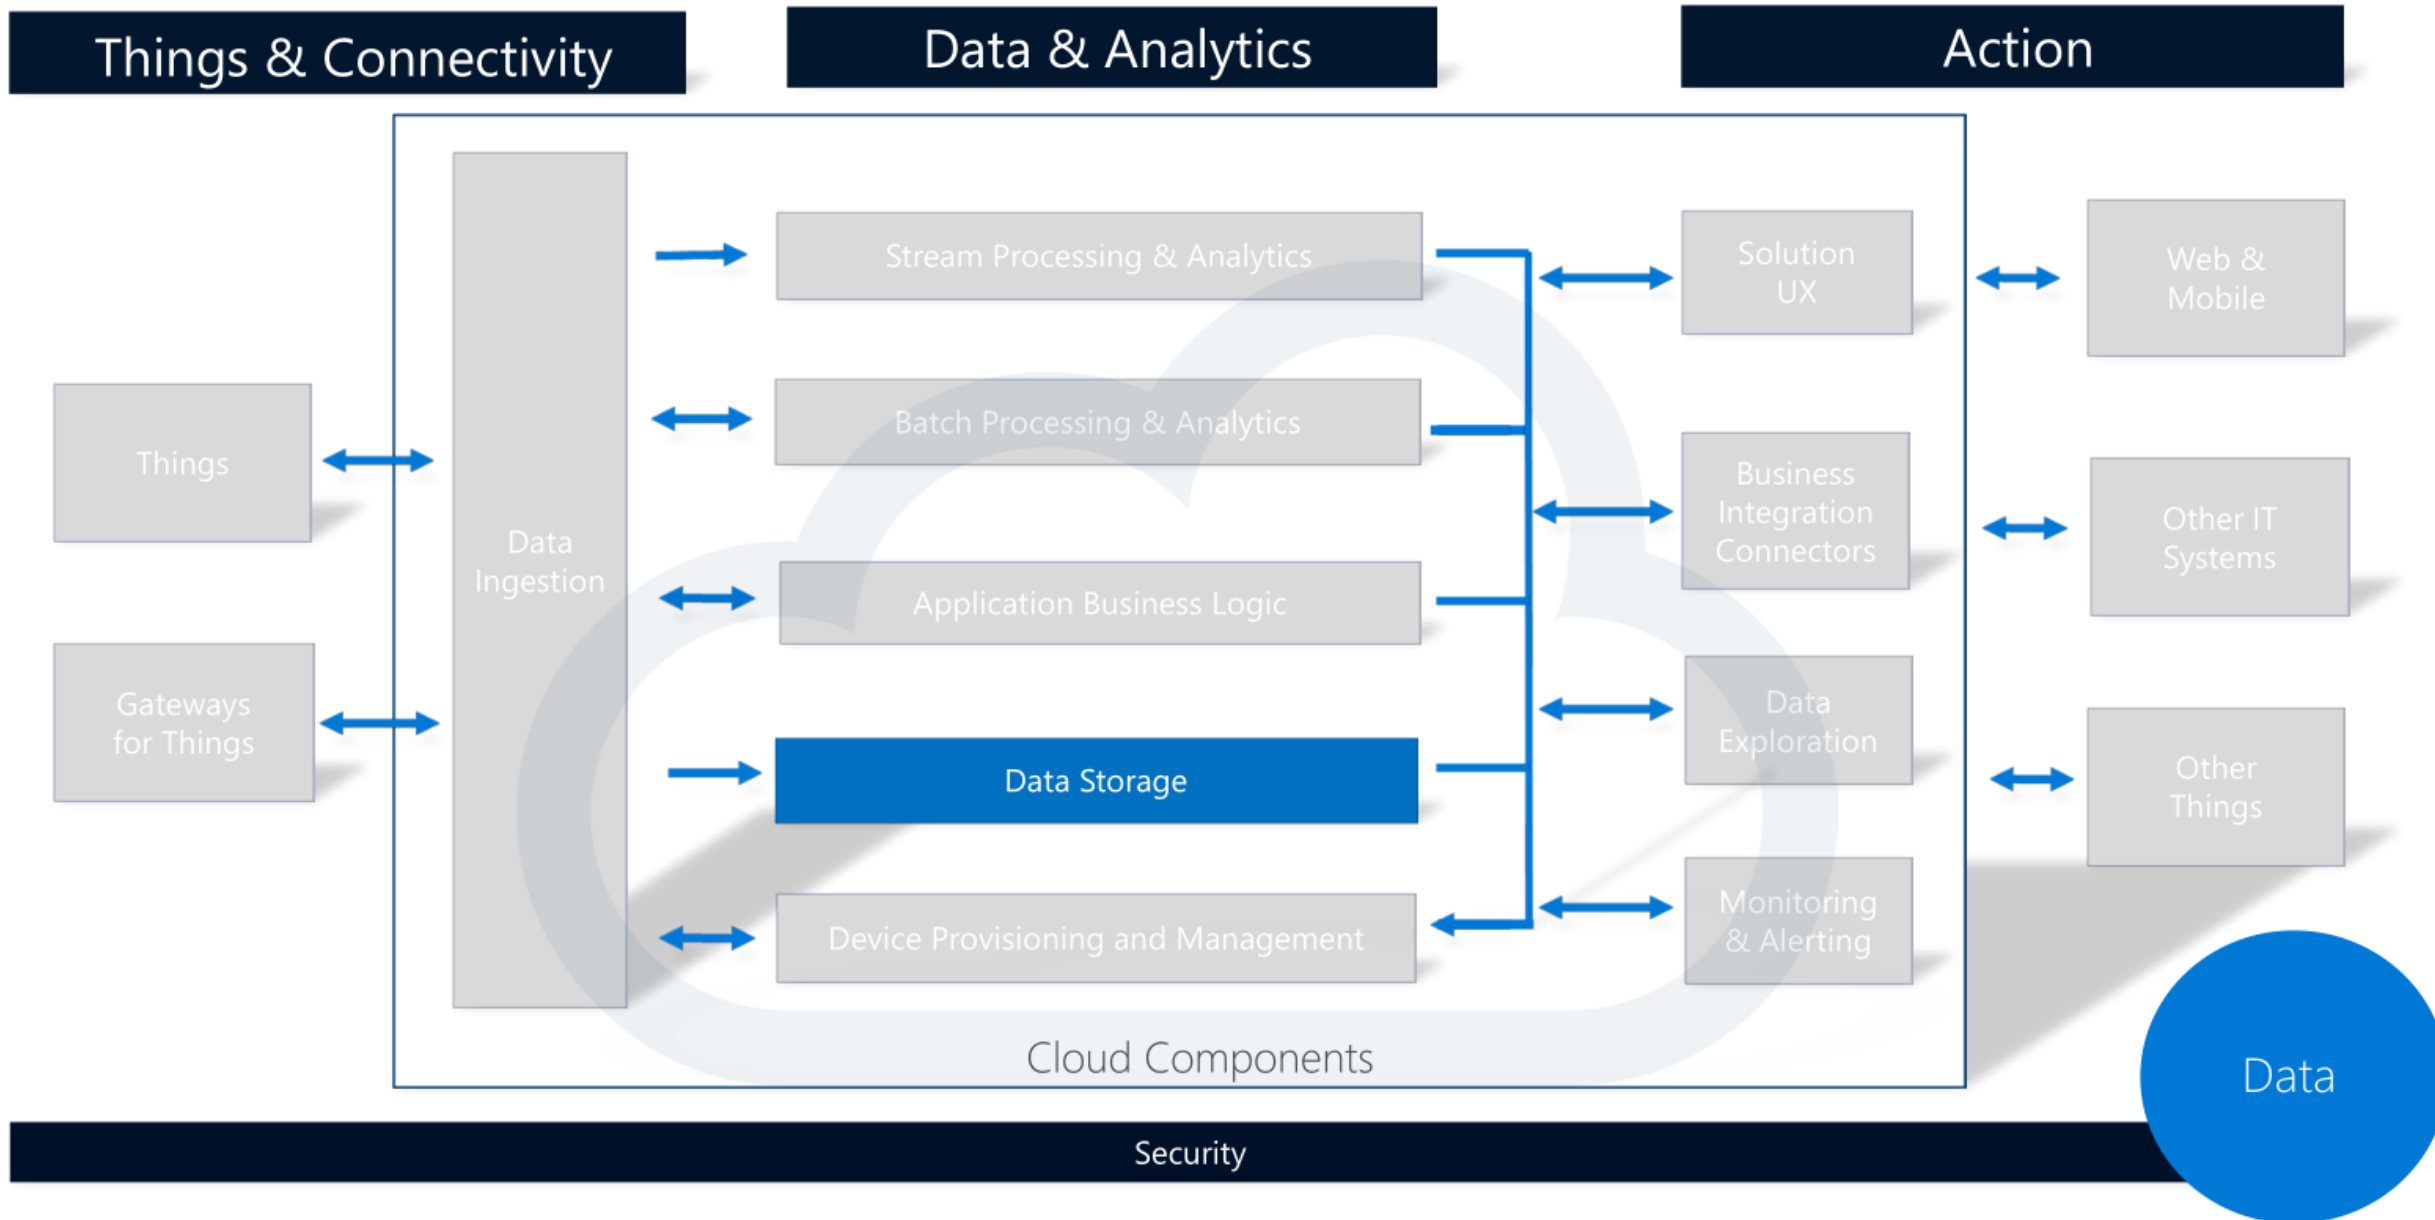 Things & Connectivity
Data & Analytics
Action
Things
Gateways
for Things
Data
Ingestion
Stream Processing & Analytics
Batch Processing & Analytics
Application Business Logic
Data Storage
Device Provisioning and Management
Solution
UX
Business
Integration
Connectors
Data
Exploration
Monitoring
& Alerting
Web &
Mobile
Other IT
Systems
Other
Things
Cloud Components
Data
Security